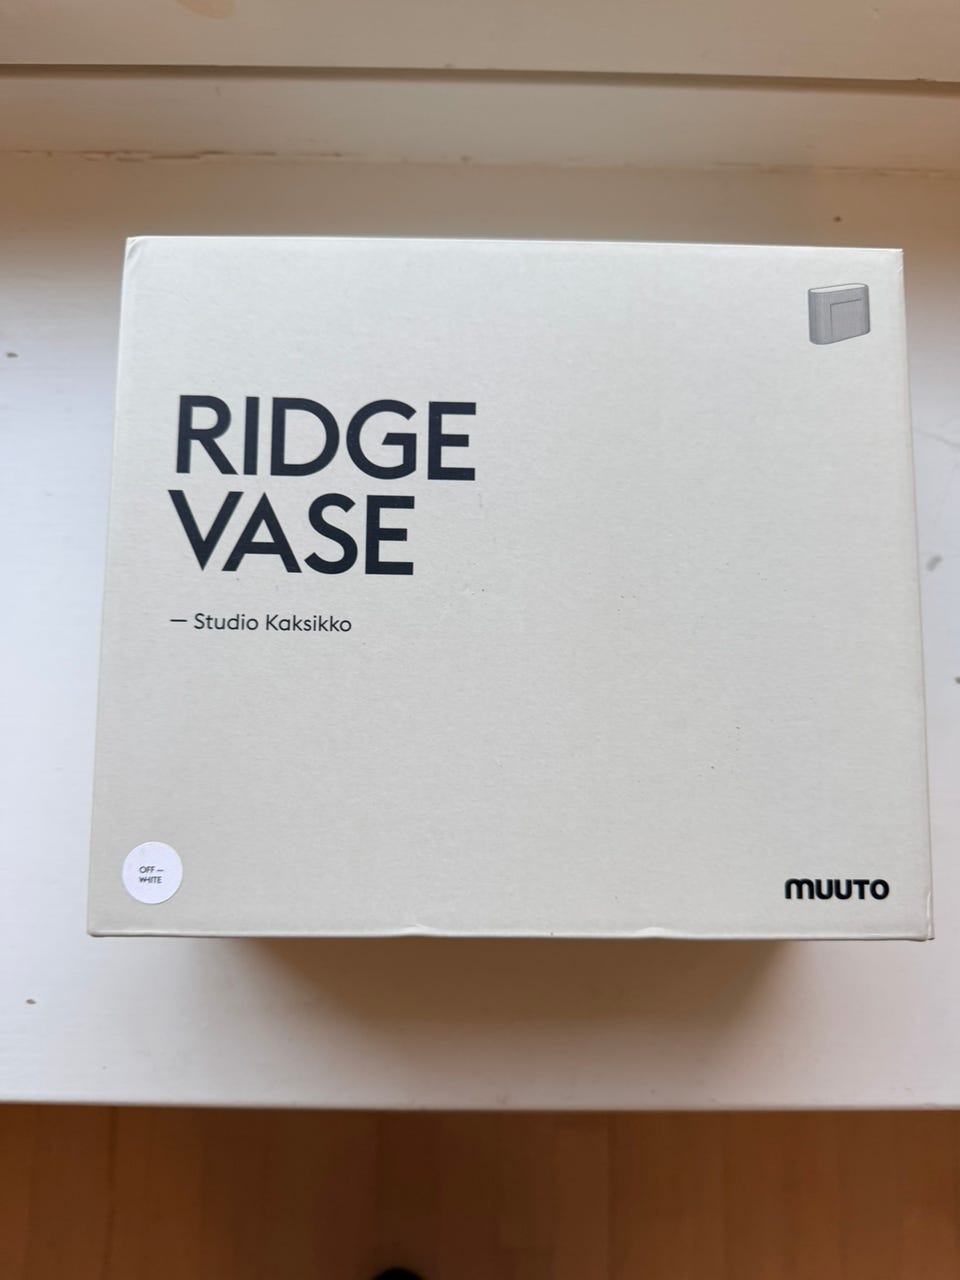 RIDGE
VASE
— Studio Kaksikko
OFF —
WHITE
muuto